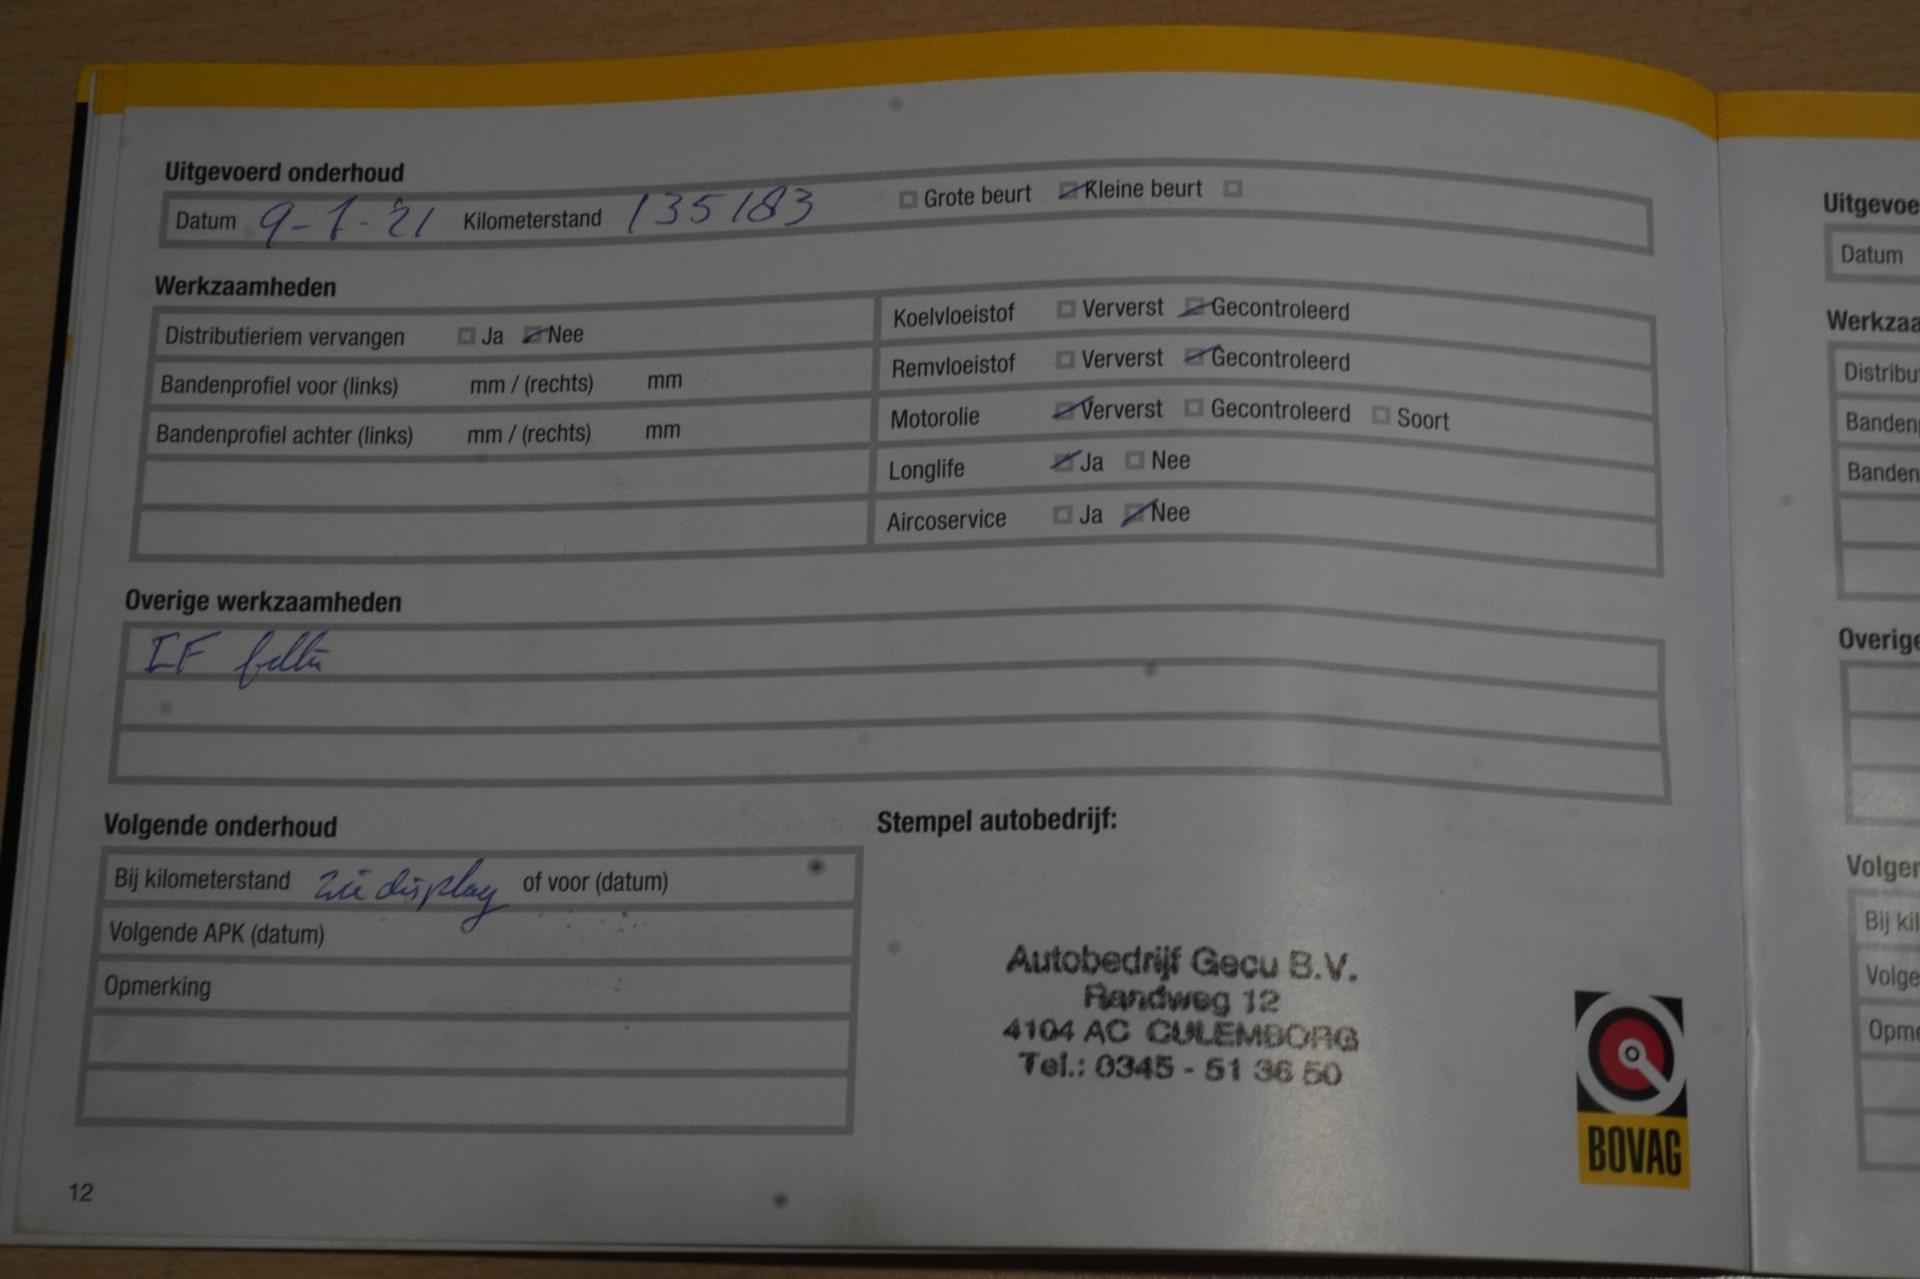 Uitgevoerd onderhoud
Datum 9-7-'21 Kilometerstand 135183 Grote beurt Kleine beurt
Werkzaamheden
Distributieriem vervangen Ja Nee
Bandenprofiel voor (links) mm / (rechts) mm
Bandenprofiel achter (links) mm / (rechts) mm
Koelvloeistof Ververst Gecontroleerd
Remvloeistof Ververst Gecontroleerd
Motorolie Ververst Gecontroleerd Soort
Longlife Ja Nee
Aircoservice Ja Nee
Overige werkzaamheden
IF
Volgende onderhoud
Bij kilometerstand zie display of voor (datum)
Volgende APK (datum)
Opmerking
Stempel autobedrijf:
Autobedrijf Gecu B.V.
Randweg 12
4104 AC CULEMBORG
Tel.: 0345 - 51 36 50
BOVAG
12
Uitgevoe
Datum
Werkzaa
Distribu
Banden
Banden
Overige
Volgen
Bij kil
Volge
Opme